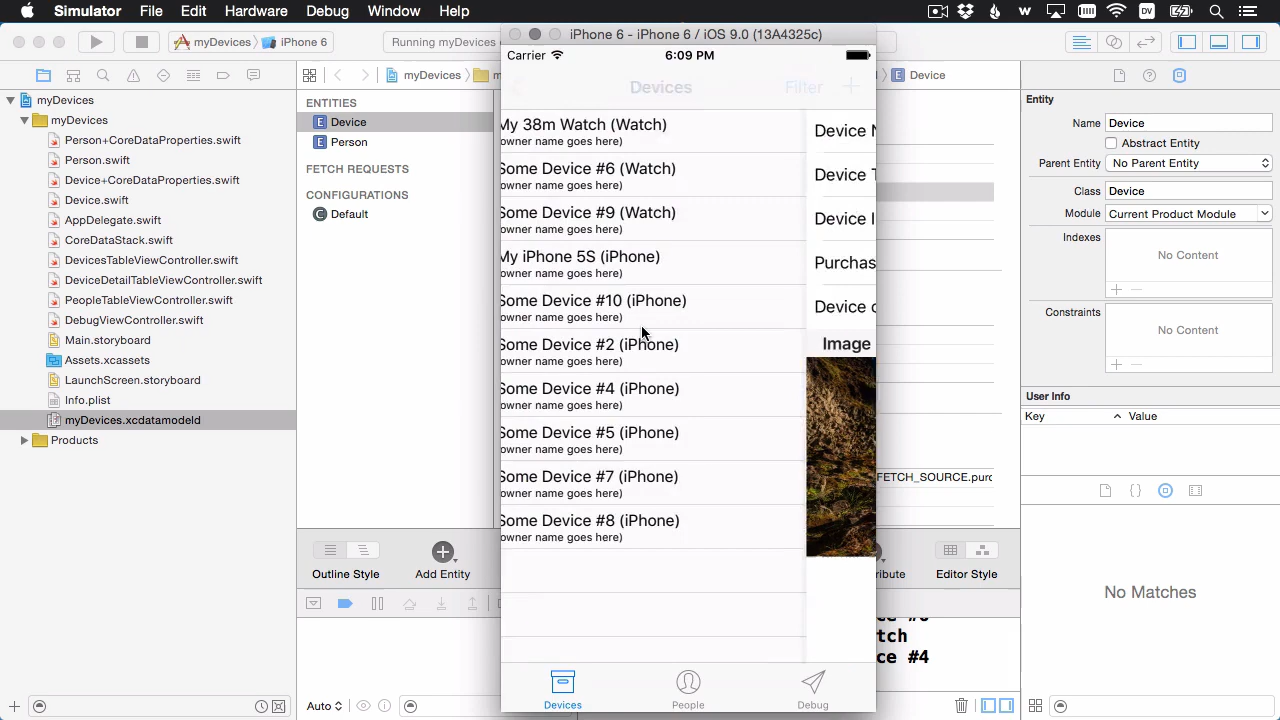 Simulator File Edit Hardware Debug Window Help
DV
myDevices iPhone 6
Running myDevices
iPhone 6 - iPhone 6 / iOS 9.0 (13A4325c)
Carrier 6:09 PM
myDevices
Device
Devices Filter
myDevices
myDevices
Person+CoreDataProperties.swift
Person.swift
Device+CoreDataProperties.swift
Device.swift
AppDelegate.swift
CoreDataStack.swift
DevicesTableViewController.swift
DeviceDetailTableViewController.swift
PeopleTableViewController.swift
DebugViewController.swift
Main.storyboard
Assets.xcassets
LaunchScreen.storyboard
Info.plist
myDevices.xcdatamodeld
Products
ENTITIES
E Device
E Person
FETCH REQUESTS
CONFIGURATIONS
C Default
Outline Style
Add Entity
My 38m Watch (Watch)
owner name goes here)
Some Device #6 (Watch)
owner name goes here)
Some Device #9 (Watch)
owner name goes here)
My iPhone 5S (iPhone)
owner name goes here)
Some Device #10 (iPhone)
owner name goes here)
Some Device #2 (iPhone)
owner name goes here)
Some Device #4 (iPhone)
owner name goes here)
Some Device #5 (iPhone)
owner name goes here)
Some Device #7 (iPhone)
owner name goes here)
Some Device #8 (iPhone)
owner name goes here)
Device N
Device T
Device I
Purchas
Device o
Image
Devices People Debug
FETCH_SOURCE.purc
ribute
Editor Style
tch
ce #4
Auto
Entity
Name Device
Abstract Entity
Parent Entity No Parent Entity
Class Device
Module Current Product Module
Indexes No Content
Constraints No Content
User Info
Key Value
No Matches